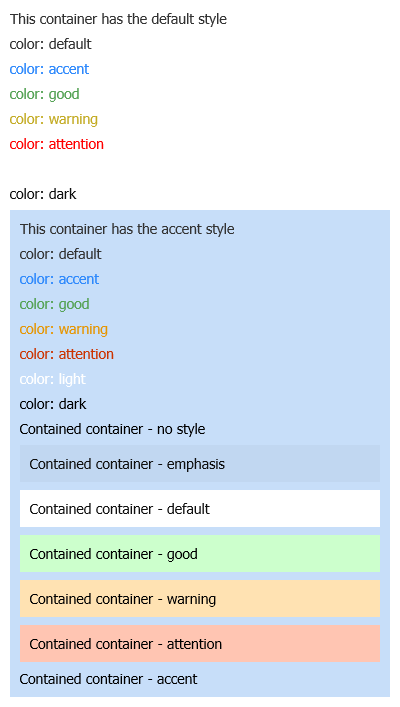 This container has the default style
color: default
color: accent
color: good
color: warning
color: attention
color: dark
This container has the accent style
color: default
color: accent
color: good
color: warning
color: attention
color: light
color: dark
Contained container - no style
Contained container - emphasis
Contained container - default
Contained container - good
Contained container - warning
Contained container - attention
Contained container - accent